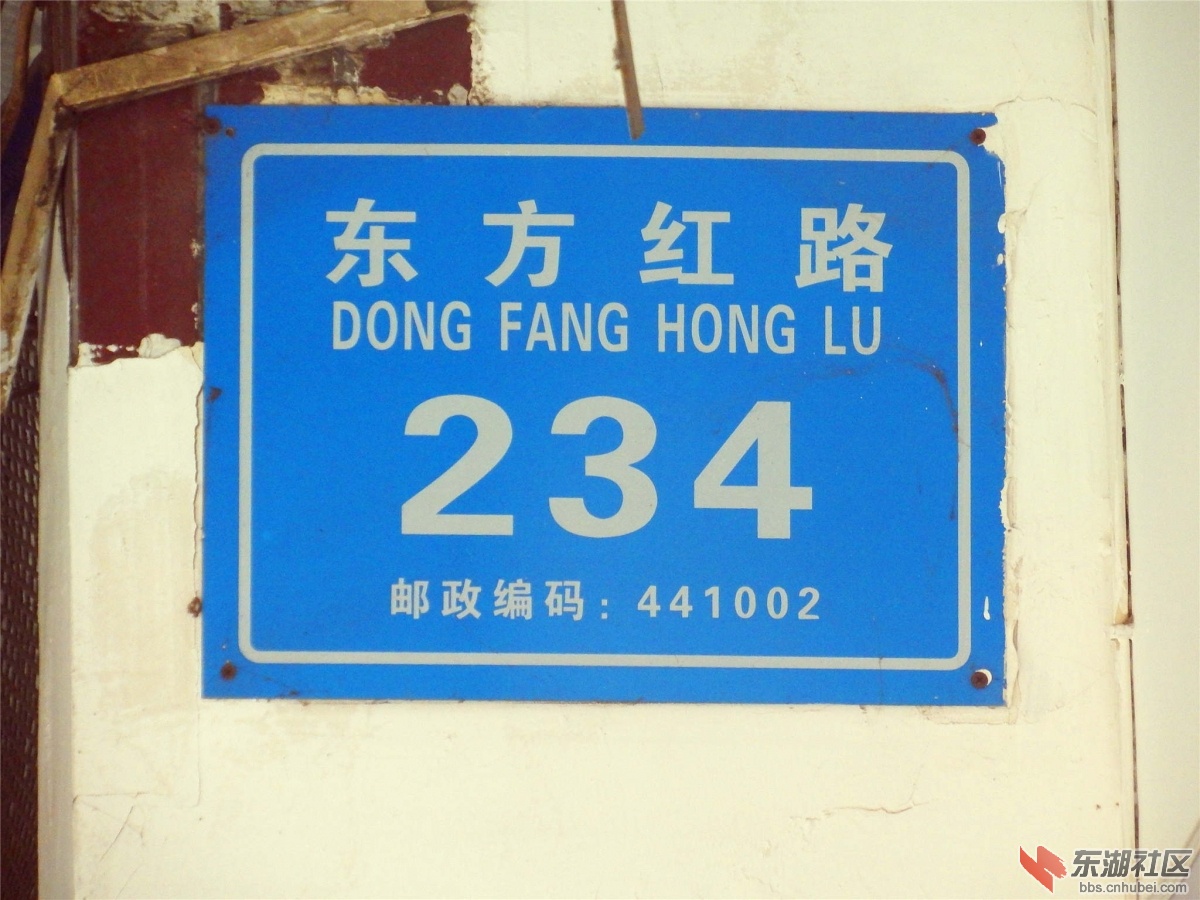 东方红路
DONG FANG HONG LU
234
邮政编码: 441002
东湖社区
bbs.cnhubei.com